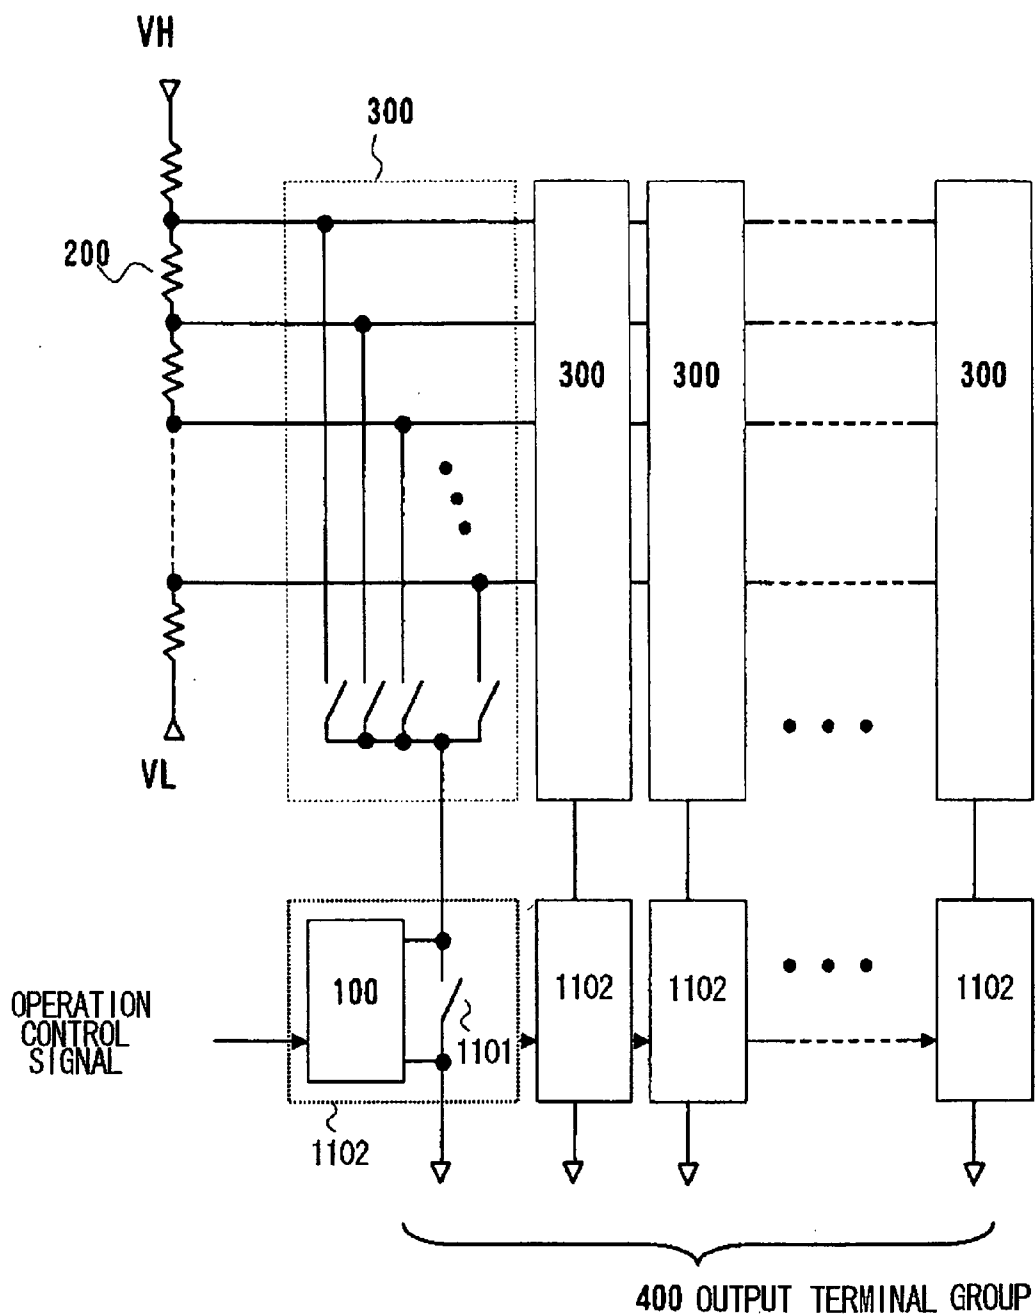 VH
300
200
300
300
300
VL
100
1102
1102
1102
OPERATION
CONTROL
SIGNAL
1101
1102
400 OUTPUT TERMINAL GROUP